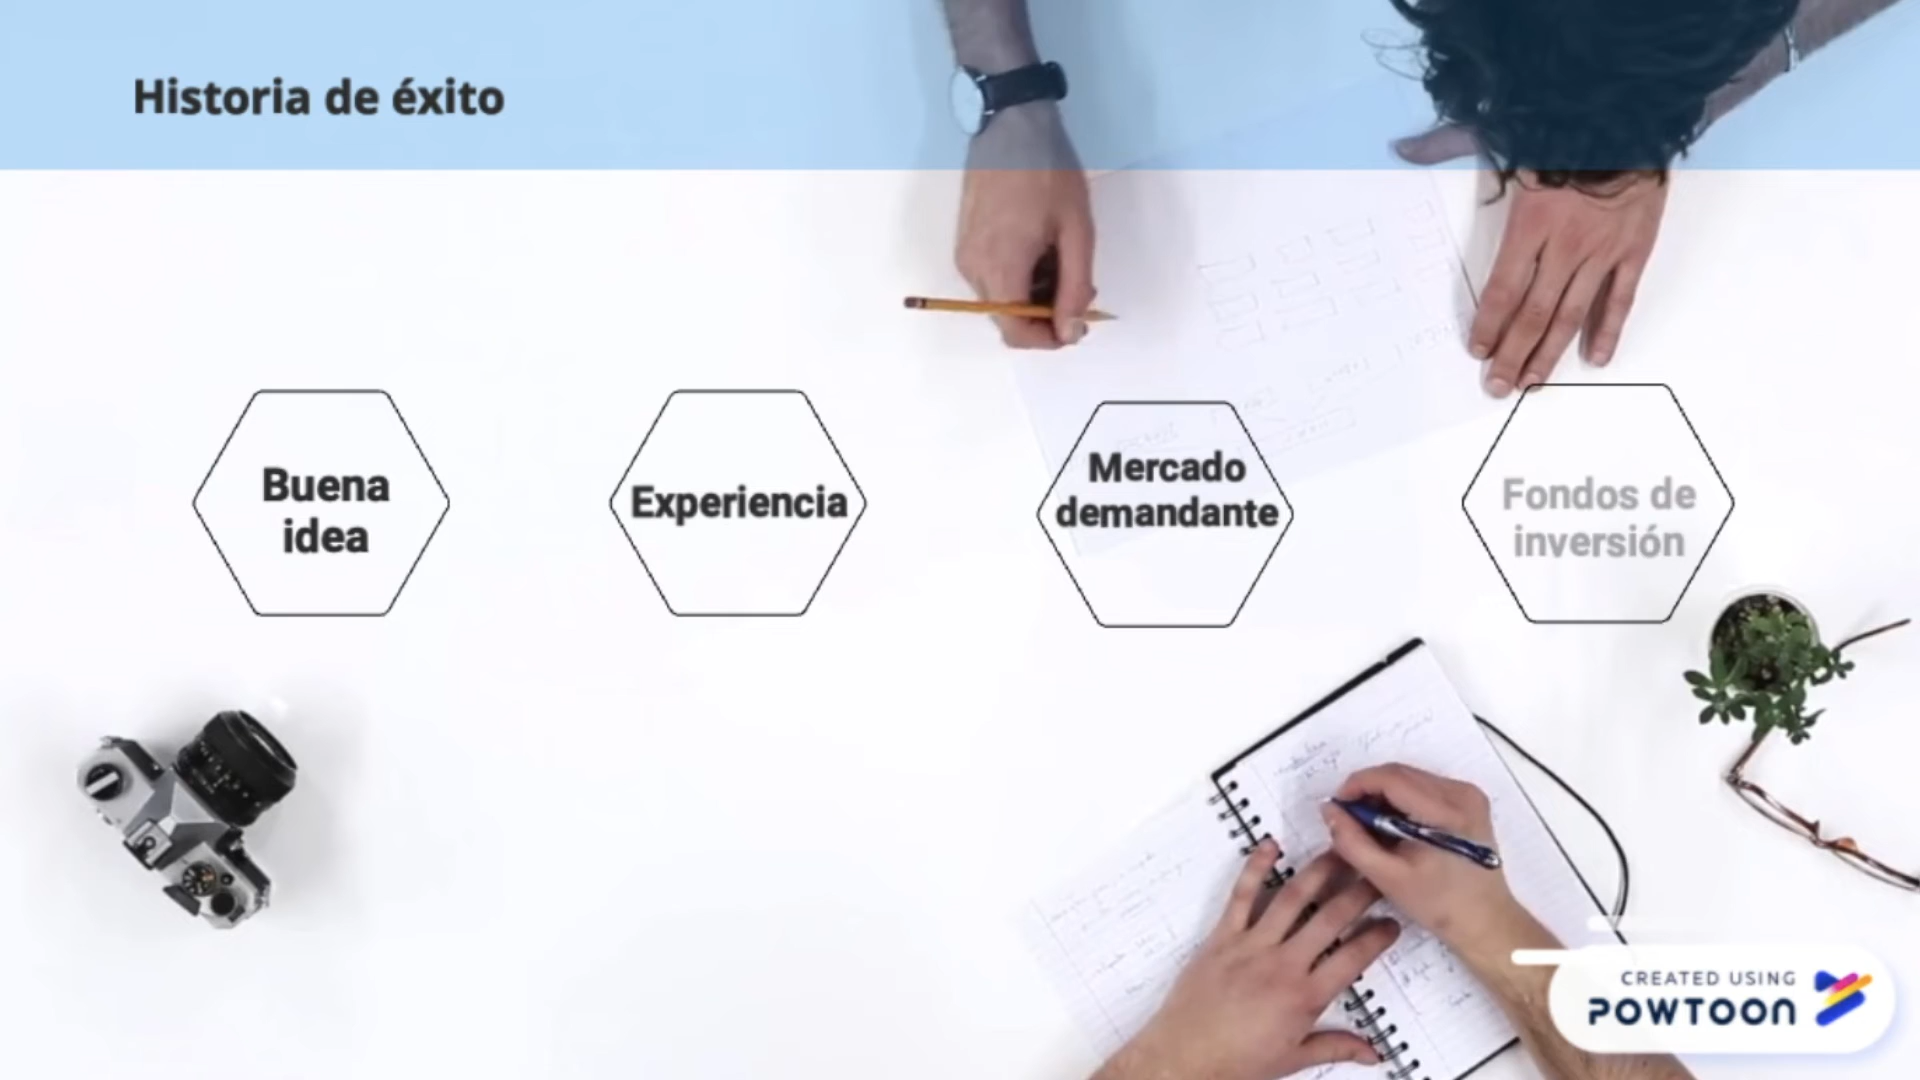 Historia de éxito
Buena
idea
Experiencia
Mercado
demandante
Fondos de
inversión
CREATED USING
POWTOON